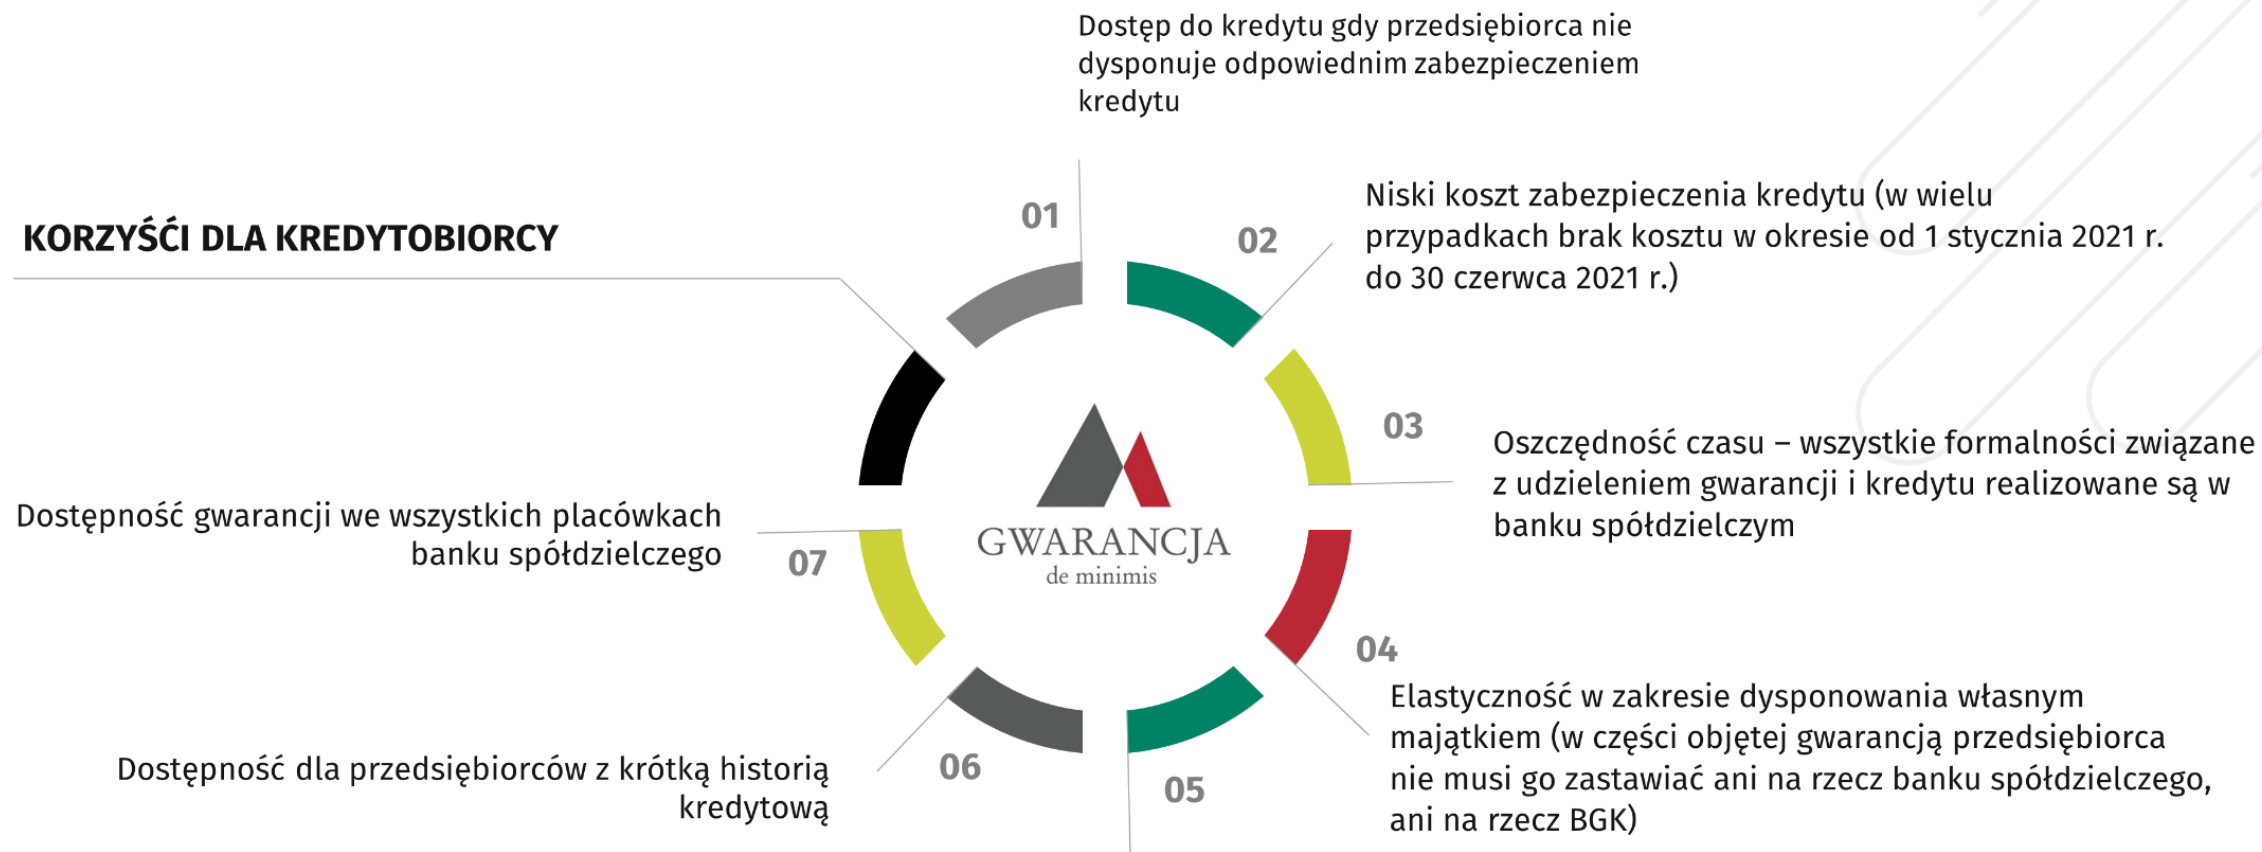 Dostęp do kredytu gdy przedsiębiorca nie
dysponuje odpowiednim zabezpieczeniem
kredytu
KORZYŚĆI DLA KREDYTOBIORCY
01
02
Niski koszt zabezpieczenia kredytu (w wielu
przypadkach brak kosztu w okresie od 1 stycznia 2021 r.
do 30 czerwca 2021 r.)
03
Oszczędność czasu – wszystkie formalności związane
z udzieleniem gwarancji i kredytu realizowane są w
banku spółdzielczym
GWARANCJA
de minimis
04
Elastyczność w zakresie dysponowania własnym
majątkiem (w części objętej gwarancją przedsiębiorca
nie musi go zastawiać ani na rzecz banku spółdzielczego,
ani na rzecz BGK)
05
06
Dostępność dla przedsiębiorców z krótką historią
kredytową
07
Dostępność gwarancji we wszystkich placówkach
banku spółdzielczego